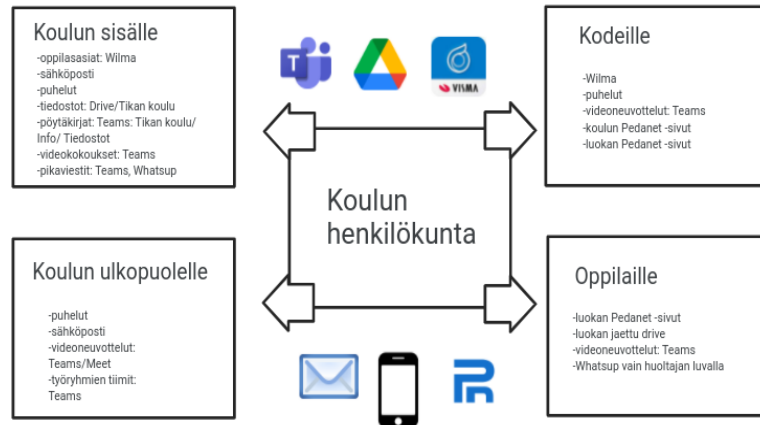 Koulun sisälle
-oppilasasiat: Wilma
-sähköposti
-puhelut
-tiedostot: Drive/Tikan koulu
-pöytäkirjat: Teams: Tikan koulu/
Info/ Tiedostot
-videokokoukset: Teams
-pikaviestit: Teams, Whatsup
T
VISMA
Kodeille
-Wilma
-puhelut
-videoneuvottelut: Teams
-koulun Pedanet -sivut
-luokan Pedanet -sivut
Koulun
henkilökunta
Koulun ulkopuolelle
-puhelut
-sähköposti
-videoneuvottelut:
Teams/Meet
-työryhmien tiimit:
Teams
Oppilaille
-luokan Pedanet -sivut
-luokan jaettu drive
-videoneuvottelut: Teams
-Whatsup vain huoltajan luvalla